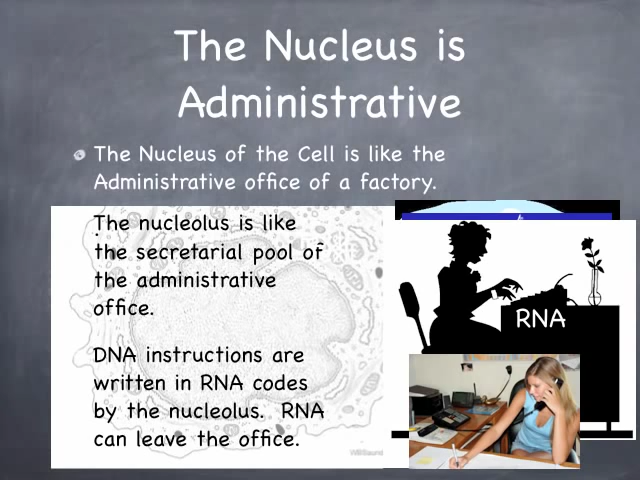 The Nucleus is
Administrative
The Nucleus of the Cell is like the
Administrative office of a factory.
The nucleolus is like
the secretarial pool of
the administrative
office.
DNA instructions are
written in RNA codes
by the nucleolus. RNA
can leave the office.
RNA